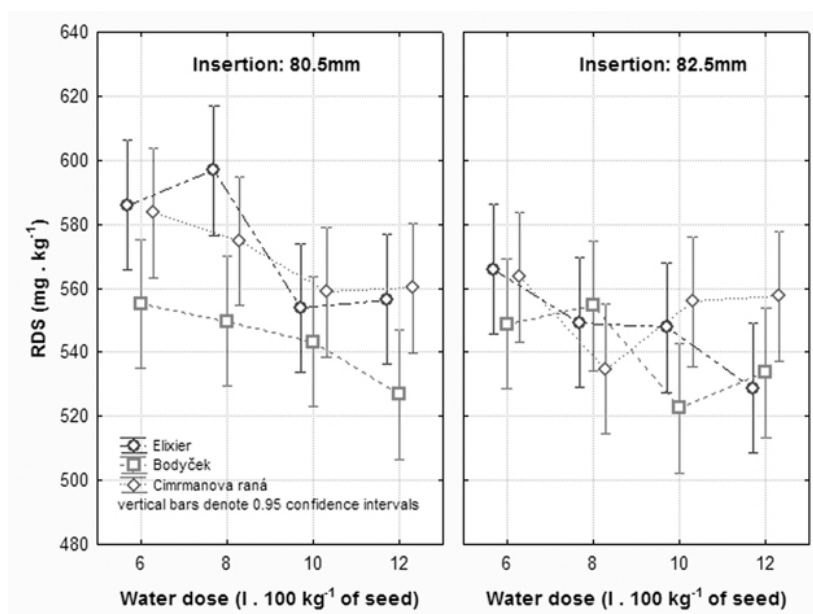 640
620
600
580
560
540
520
500
480
RDS (mg . kg-1)
Insertion: 80.5mm
Insertion: 82.5mm
Elixier
Bodyček
Cimrmanova raná
vertical bars denote 0.95 confidence intervals
6 8 10 12
6 8 10 12
Water dose (l . 100 kg-1 of seed)
Water dose (l . 100 kg-1 of seed)